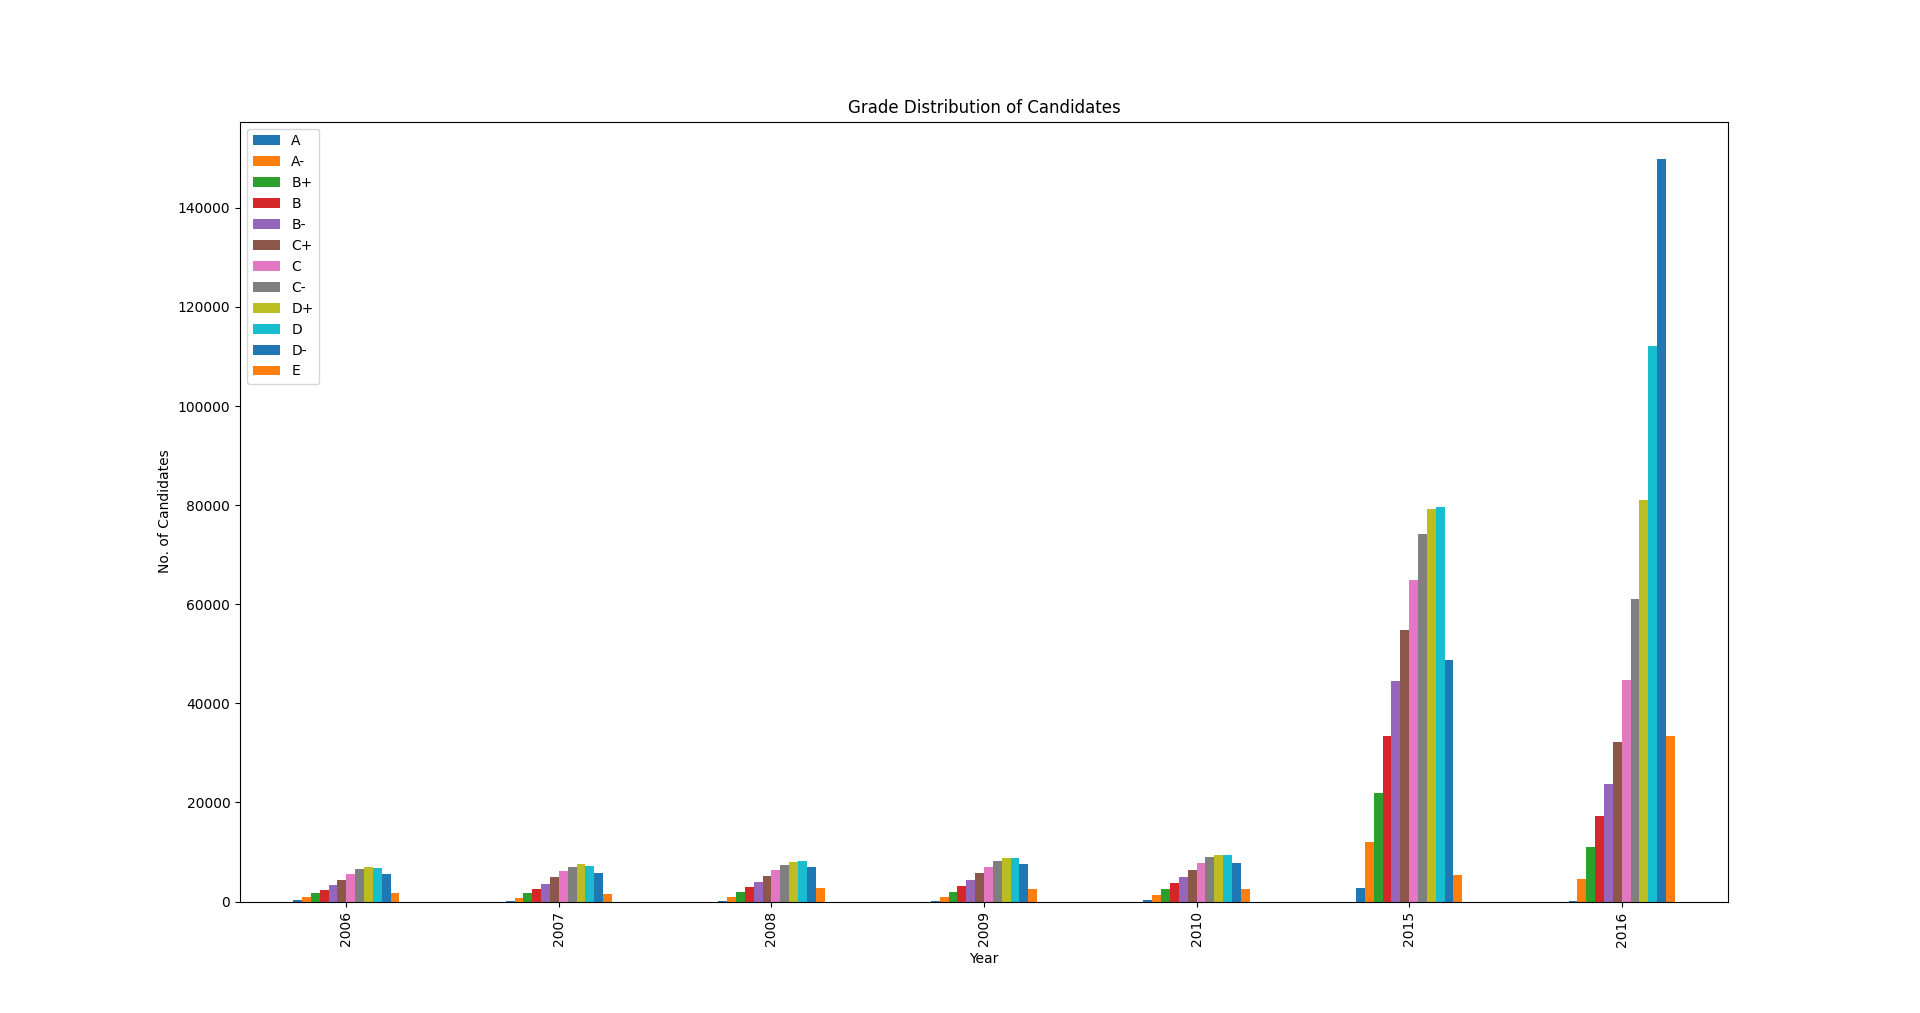 Grade Distribution of Candidates
A
A-
B+
B
B-
C+
C
C-
D+
D
D-
E
140000
120000
100000
80000
60000
40000
20000
0
No. of Candidates
2006
2007
2008
2009
2010
2015
2016
Year